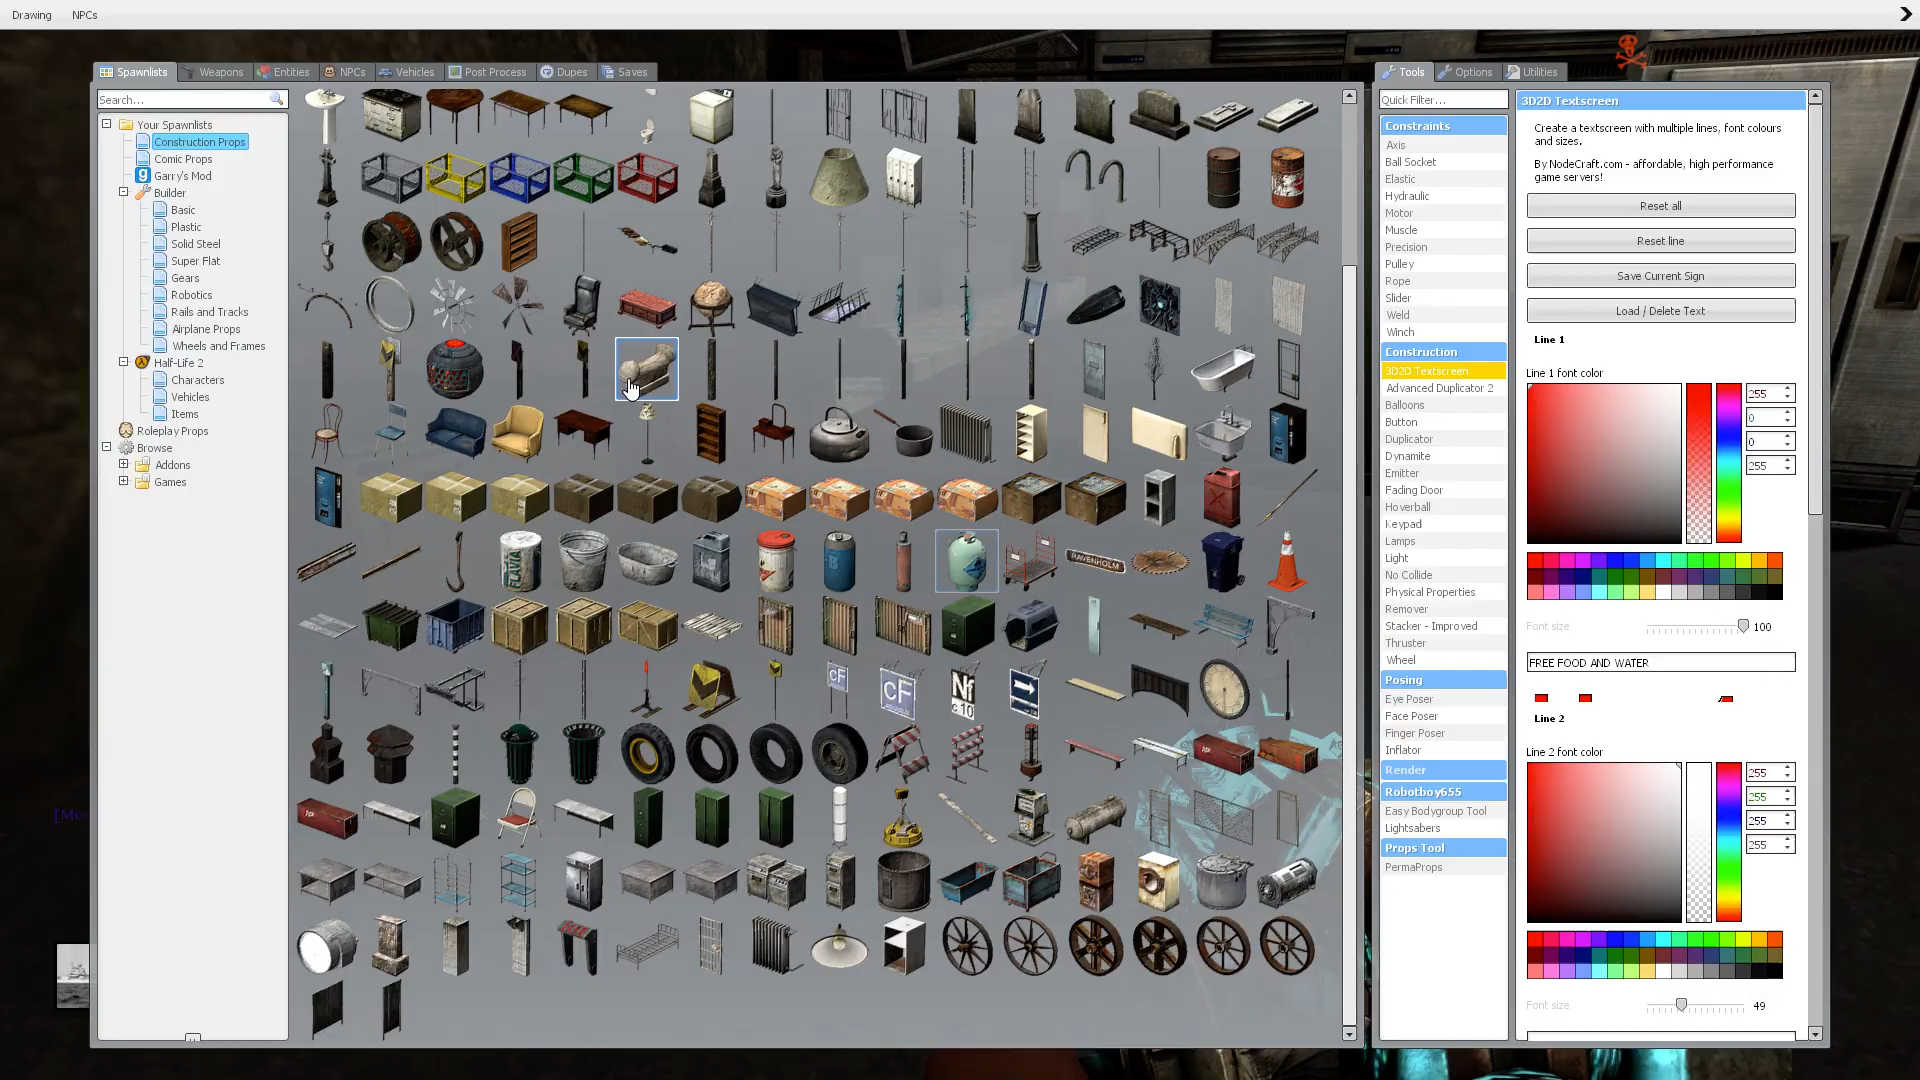 Drawing NPCs
Spawnlists Weapons Entities NPCs Vehicles Post Process Dupes Saves
Search...
Your Spawnlists
Construction Props
Comic Props
Garry's Mod
Builder
Basic
Plastic
Solid Steel
Super Flat
Gears
Robotics
Rails and Tracks
Airplane Props
Wheels and Frames
Half-Life 2
Characters
Vehicles
Items
Roleplay Props
Browse
Addons
Games
RAVENHOLM
cF
cF
Nf
c10
Tools Options Utilities
Quick Filter...
Constraints
Axis
Ball Socket
Elastic
Hydraulic
Motor
Muscle
Precision
Pulley
Rope
Slider
Weld
Winch
Construction
3D2D Textscreen
Advanced Duplicator 2
Balloons
Button
Duplicator
Dynamite
Emitter
Fading Door
Hoverball
Keypad
Lamps
Light
No Collide
Physical Properties
Remover
Stacker - Improved
Thruster
Wheel
Posing
Eye Poser
Face Poser
Finger Poser
Inflator
Render
Robotboy655
Easy Bodygroup Tool
Lightsabers
Props Tool
PermaProps
3D2D Textscreen
Create a textscreen with multiple lines, font colours
and sizes.
By NodeCraft.com - affordable, high performance
game servers!
Reset all
Reset line
Save Current Sign
Load / Delete Text
Line 1
Line 1 font color
255
0
0
255
Font size 100
FREE FOOD AND WATER
Line 2
Line 2 font color
255
255
255
255
Font size 49